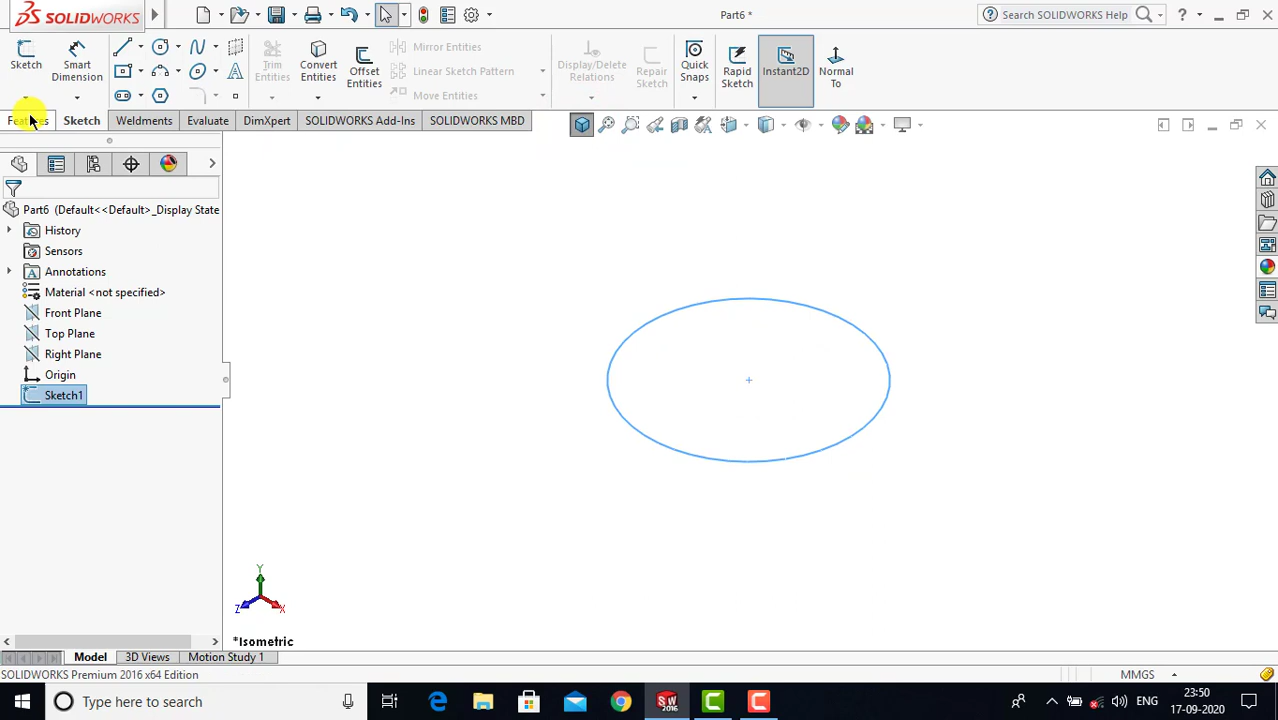 SOLIDWORKS
Part6 *
Search SOLIDWORKS Help
Sketch
Smart Dimension
Trim Entities
Convert Entities
Offset Entities
Mirror Entities
Linear Sketch Pattern
Move Entities
Display/Delete Relations
Repair Sketch
Quick Snaps
Rapid Sketch
Instant2D
Normal To
Features
Sketch
Weldments
Evaluate
DimXpert
SOLIDWORKS Add-Ins
SOLIDWORKS MBD
Part6 (Default<<Default>_Display State
History
Sensors
Annotations
Material <not specified>
Front Plane
Top Plane
Right Plane
Origin
Sketch1
Y
Z
X
*Isometric
Model
3D Views
Motion Study 1
SOLIDWORKS Premium 2016 x64 Edition
MMGS
Type here to search
SW
2016
ENG
23:50
17-09-2020